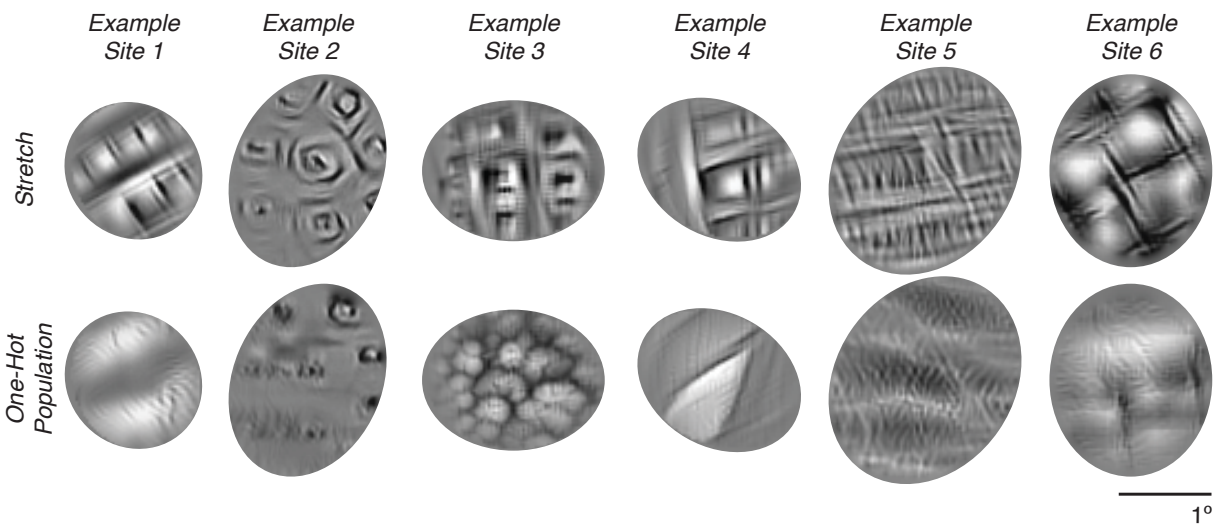 Example
Site 1
Example
Site 2
Example
Site 3
Example
Site 4
Example
Site 5
Example
Site 6
Stretch
One-Hot
Population
1º